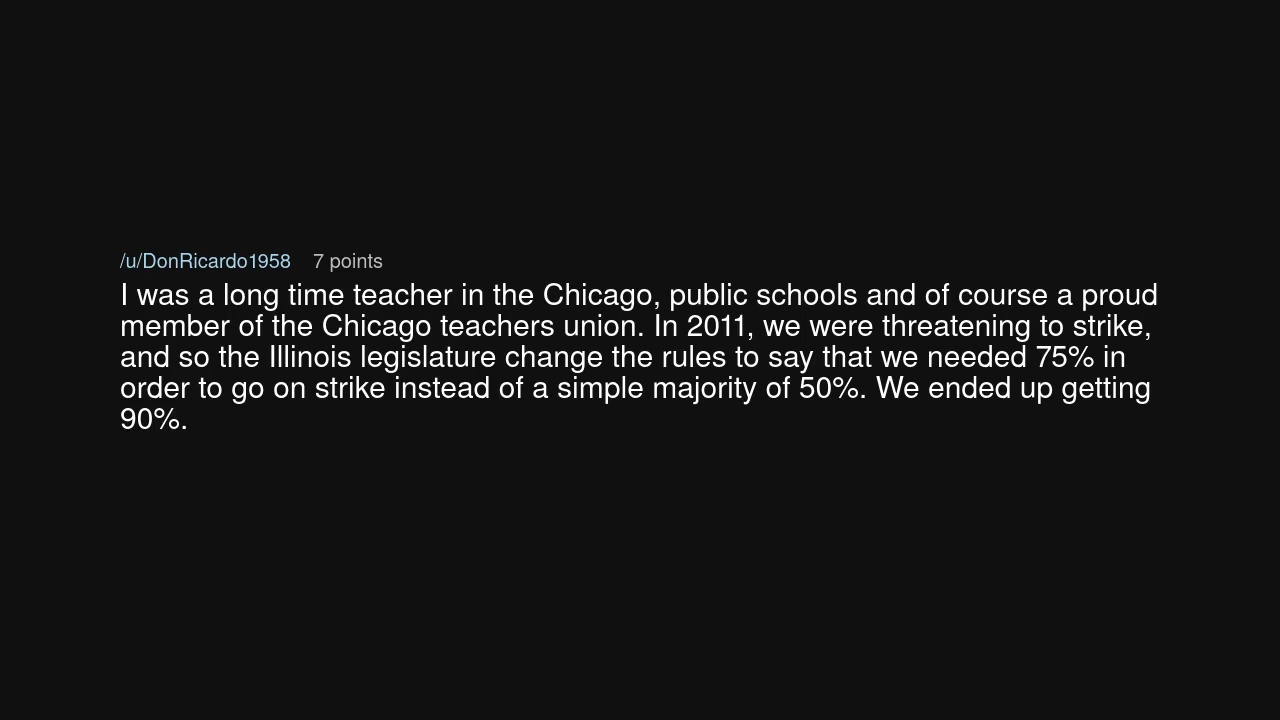 /u/DonRicardo1958 7 points
I was a long time teacher in the Chicago, public schools and of course a proud
member of the Chicago teachers union. In 2011, we were threatening to strike,
and so the Illinois legislature change the rules to say that we needed 75% in
order to go on strike instead of a simple majority of 50%. We ended up getting
90%.